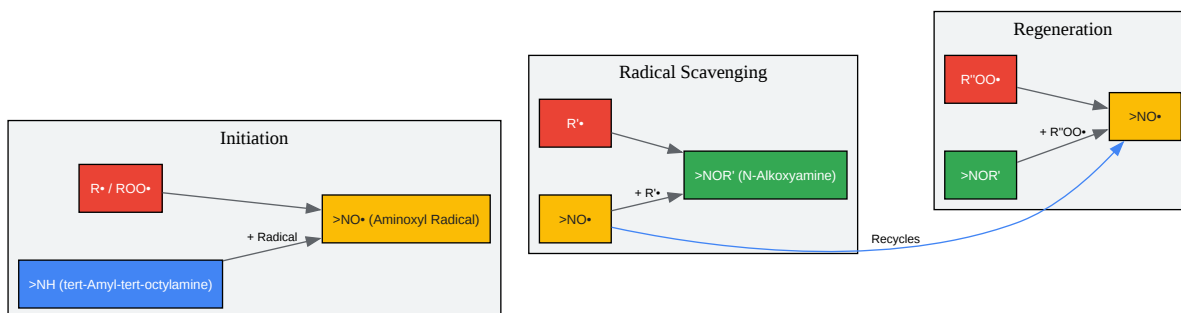 Initiation
R• / ROO•
>NH (tert-Amyl-tert-octylamine)
+ Radical
>NO• (Aminoxyl Radical)
Radical Scavenging
R'•
>NO•
+ R'•
>NOR' (N-Alkoxyamine)
Recycles
Regeneration
R"OO•
>NOR'
+ R"OO•
>NO•